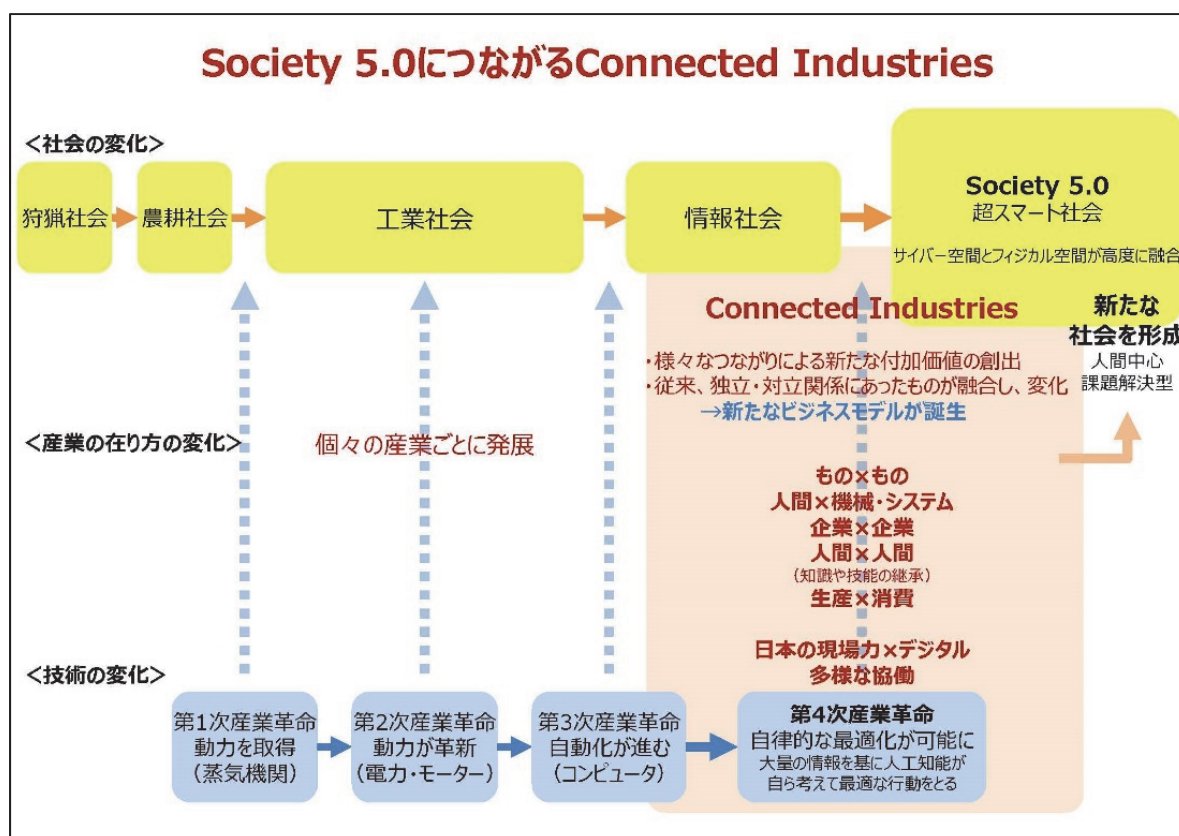 Society 5.0につながるConnected Industries
<社会の変化>
狩猟社会
農耕社会
工業社会
情報社会
Society 5.0
超スマート社会
サイバー空間とフィジカル空間が高度に融合
Connected Industries
・様々なつながりによる新たな付加価値の創出
・従来、独立・対立関係にあったものが融合し、変化
→新たなビジネスモデルが誕生
新たな
社会を形成
人間中心
課題解決型
<産業の在り方の変化>
個々の産業ごとに発展
もの×もの
人間×機械・システム
企業×企業
人間×人間
(知識や技能の継承)
生産×消費
日本の現場力×デジタル
多様な協働
<技術の変化>
第1次産業革命
動力を取得
(蒸気機関)
第2次産業革命
動力が革新
(電力・モーター)
第3次産業革命
自動化が進む
(コンピュータ)
第4次産業革命
自律的な最適化が可能に
大量の情報を基に人工知能が
自ら考えて最適な行動をとる